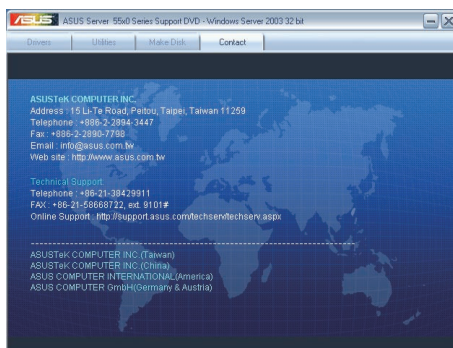 ASUS
ASUS Server 55x0 Series Support DVD - Windows Server 2003 32 bit
Drivers Utilities Make Disk Contact
ASUSTeK COMPUTER INC.
Address : 15 Li-Te Road, Peitou, Taipei, Taiwan 11259
Telephone : +886-2-2894-3447
Fax : +886-2-2890-7798
Email : info@asus.com.tw
Web site : http://www.asus.com.tw
Technical Support:
Telephone : +86-21-38429911
FAX : +86-21-58668722, ext. 9101#
Online Support : http://support.asus.com/techserv/techserv.aspx
ASUSTeK COMPUTER INC.(Taiwan)
ASUSTeK COMPUTER INC.(China)
ASUS COMPUTER INTERNATIONAL(America)
ASUS COMPUTER GmbH(Germany & Austria)